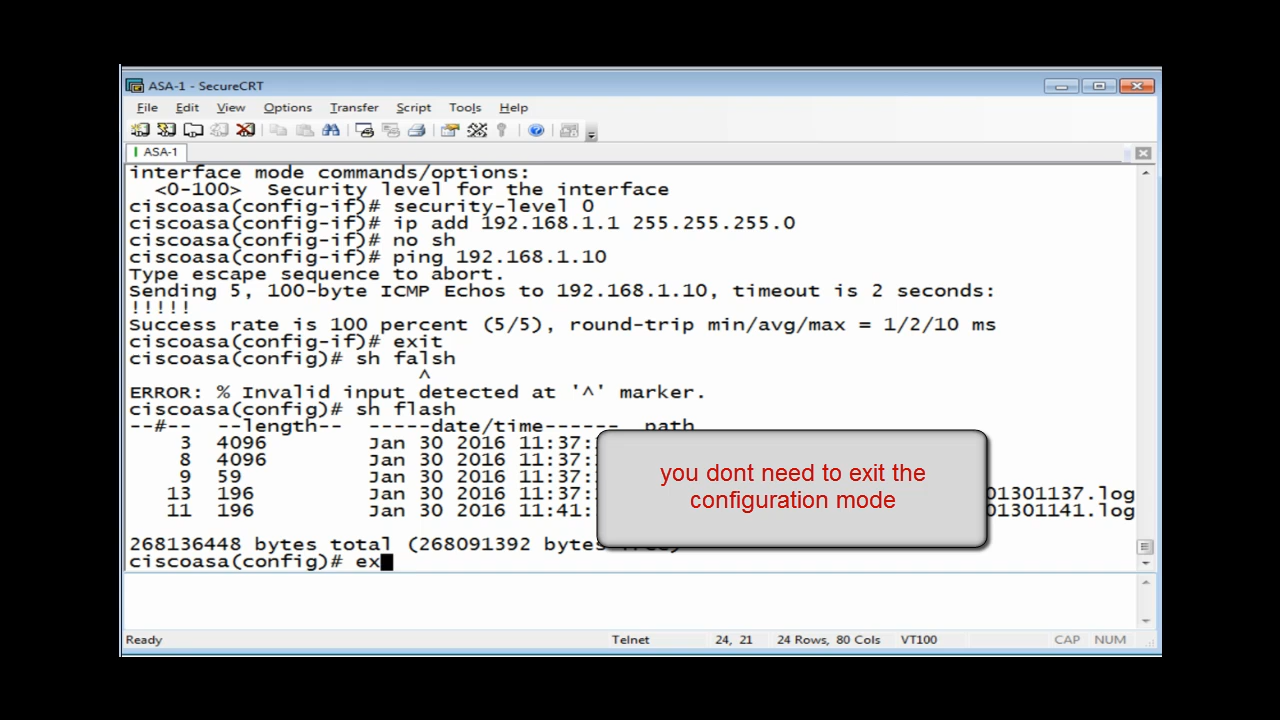 ASA-1 - SecureCRT
File Edit View Options Transfer Script Tools Help
ASA-1
interface mode commands/options:
<0-100> Security level for the interface
ciscoasa(config-if)# security-level 0
ciscoasa(config-if)# ip add 192.168.1.1 255.255.255.0
ciscoasa(config-if)# no sh
ciscoasa(config-if)# ping 192.168.1.10
Type escape sequence to abort.
Sending 5, 100-byte ICMP Echos to 192.168.1.10, timeout is 2 seconds:
!!!!!
Success rate is 100 percent (5/5), round-trip min/avg/max = 1/2/10 ms
ciscoasa(config-if)# exit
ciscoasa(config)# sh falsh
^
ERROR: % Invalid input detected at '^' marker.
ciscoasa(config)# sh flash
--#-- --length-- -----date/time------ path
3 4096 Jan 30 2016 11:37:
8 4096 Jan 30 2016 11:37:
9 59 Jan 30 2016 11:37:
13 196 Jan 30 2016 11:37: 01301137.log
11 196 Jan 30 2016 11:41: 01301141.log
you dont need to exit the
configuration mode
268136448 bytes total (268091392 bytes free)
ciscoasa(config)# ex
Ready Telnet 24, 21 24 Rows, 80 Cols VT100 CAP NUM